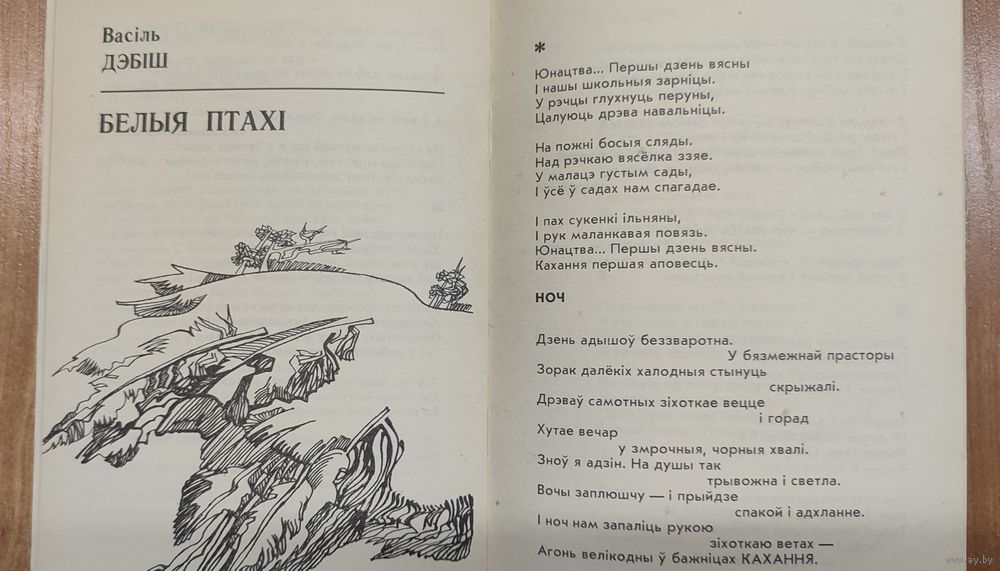 Васіль
ДЭБІШ
БЕЛЫЯ ПТАХІ
*
Юнацтва... Першы дзень вясны
І нашы школьныя зарніцы.
У рэчцы глухнуць перуны,
Цалуюць дрэва навальніцы.
На пожні босыя сляды.
Над рэчкаю вясёлка ззяе.
У малацэ густым сады,
І ўсё ў садах нам спагадае.
І пах сукенкі ільняны,
І рук маланкавая повязь.
Юнацтва... Першы дзень вясны.
Кахання першая аповесць.
НОЧ
Дзень адышоў беззваротна.
У бязмежнай прасторы
Зорак далёкіх халодныя стынуць
скрыжалі.
Дрэваў самотных зіхоткае вецце
і горад
Хутае вечар
у змрочныя, чорныя хвалі.
Зноў я адзін. На душы так
трывожна і светла.
Вочы заплюшчу — і прыйдзе
спакой і адхланне.
І ноч нам запаліць рукою
зіхоткаю ветах —
Агонь велікодны ў бажніцах КАХАННЯ.
www.ay.by